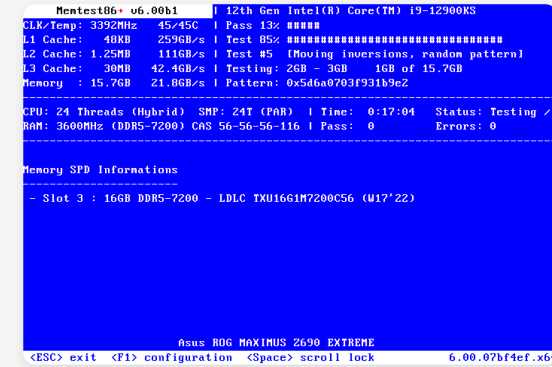 Memtest86+ v6.00b1 | 12th Gen Intel(R) Core(TM) i9-12900KS
CLK/Temp: 3392MHz 45/45C | Pass 13% #####
L1 Cache: 48KB 259GB/s | Test 85% #################################
L2 Cache: 1.25MB 111GB/s | Test #5 [Moving inversions, random pattern]
L3 Cache: 30MB 42.4GB/s | Testing: 2GB - 3GB 1GB of 15.7GB
Memory : 15.7GB 21.8GB/s | Pattern: 0x5d6a0703f931b9e2
CPU: 24 Threads (Hybrid) SMP: 24T (PAR) | Time: 0:17:04 Status: Testing /
RAM: 3600MHz (DDR5-7200) CAS 56-56-56-116 | Pass: 0 Errors: 0
Memory SPD Informations
- Slot 3 : 16GB DDR5-7200 - LDLC TXU16G1M7200C56 (W17'22)
Asus ROG MAXIMUS Z690 EXTREME
<ESC> exit <F1> configuration <Space> scroll lock 6.00.07bf4ef.x6